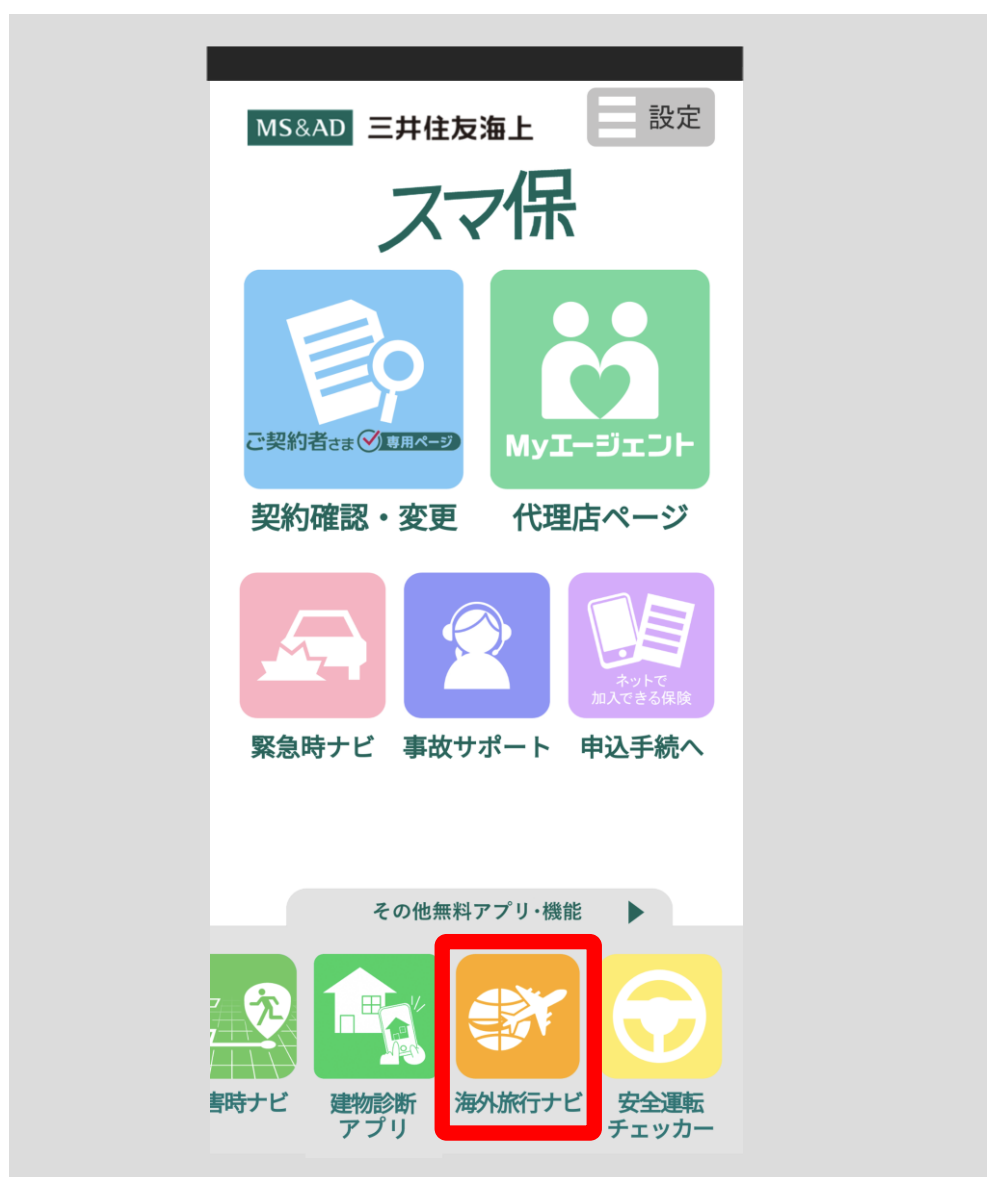 MS&AD 三井住友海上
設定
スマ保
ご契約者さま 専用ページ
Myエージェント
契約確認・変更
代理店ページ
ネットで
加入できる保険
緊急時ナビ
事故サポート
申込手続へ
その他無料アプリ・機能
害時ナビ
建物診断
アプリ
海外旅行ナビ
安全運転
チェッカー